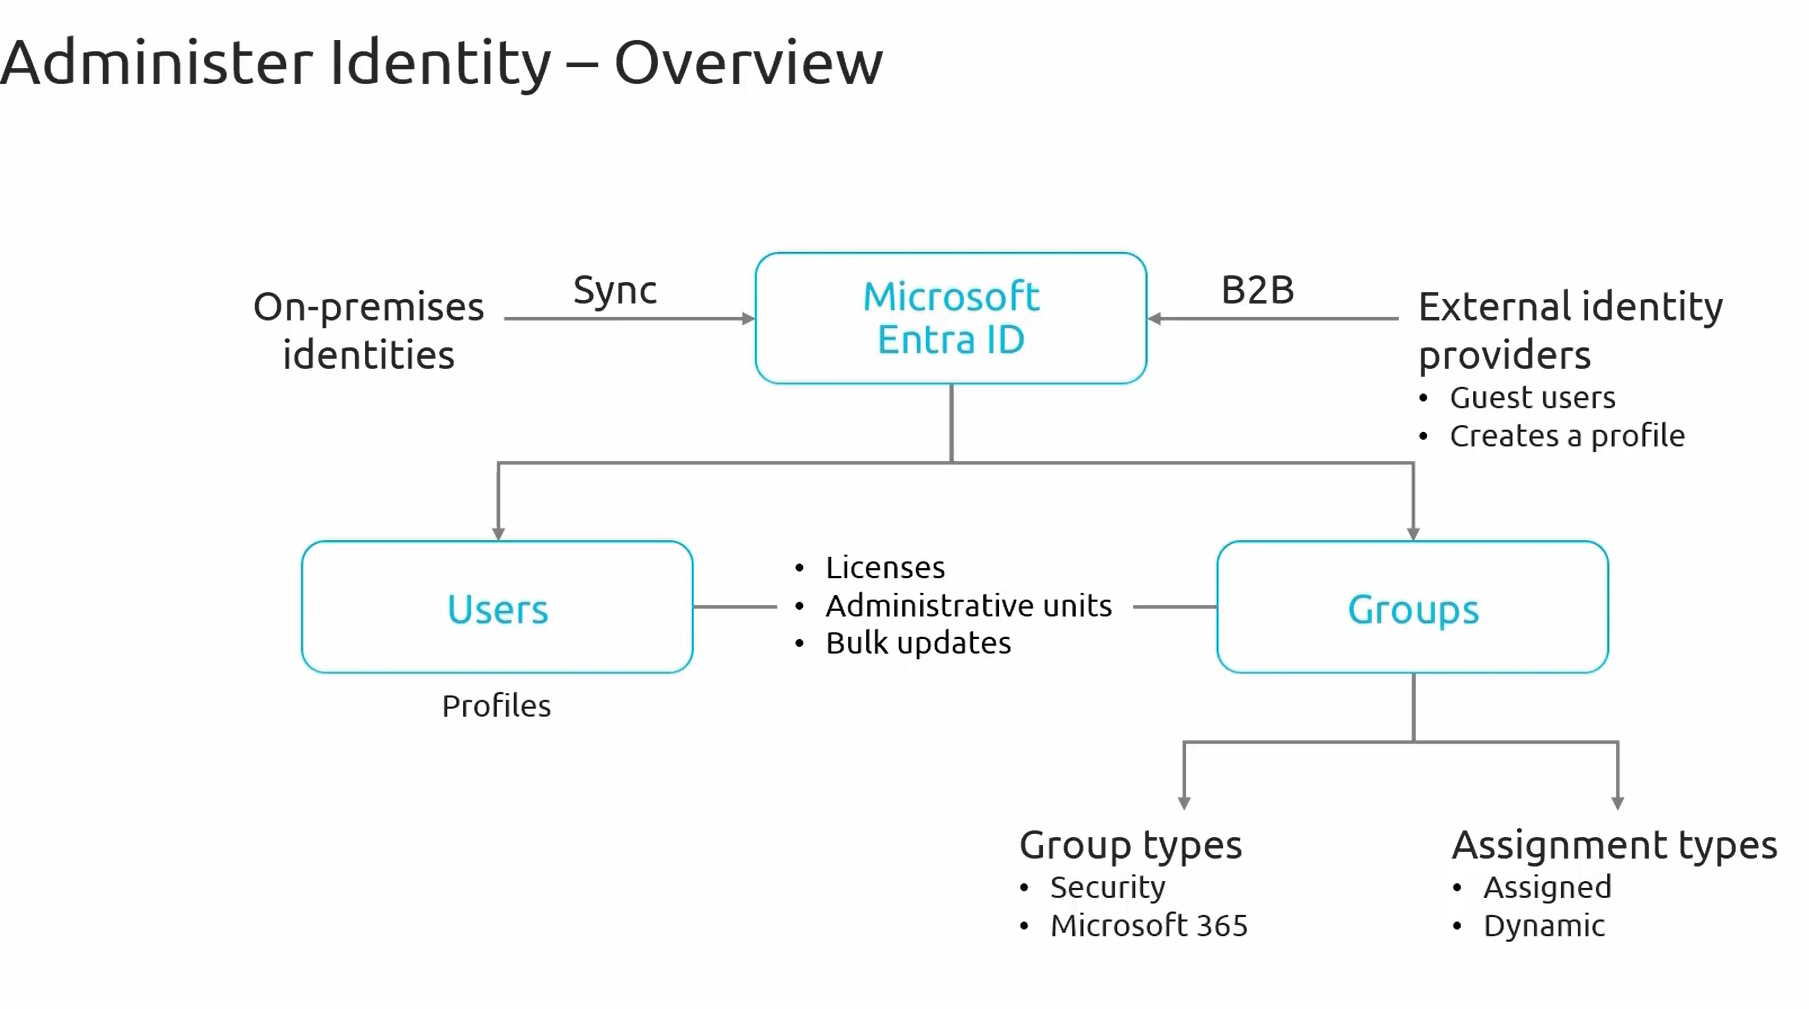 Administer Identity – Overview
On-premises
identities
Sync
Microsoft
Entra ID
B2B
External identity
providers
• Guest users
• Creates a profile
Users
Profiles
• Licenses
• Administrative units
• Bulk updates
Groups
Group types
• Security
• Microsoft 365
Assignment types
• Assigned
• Dynamic